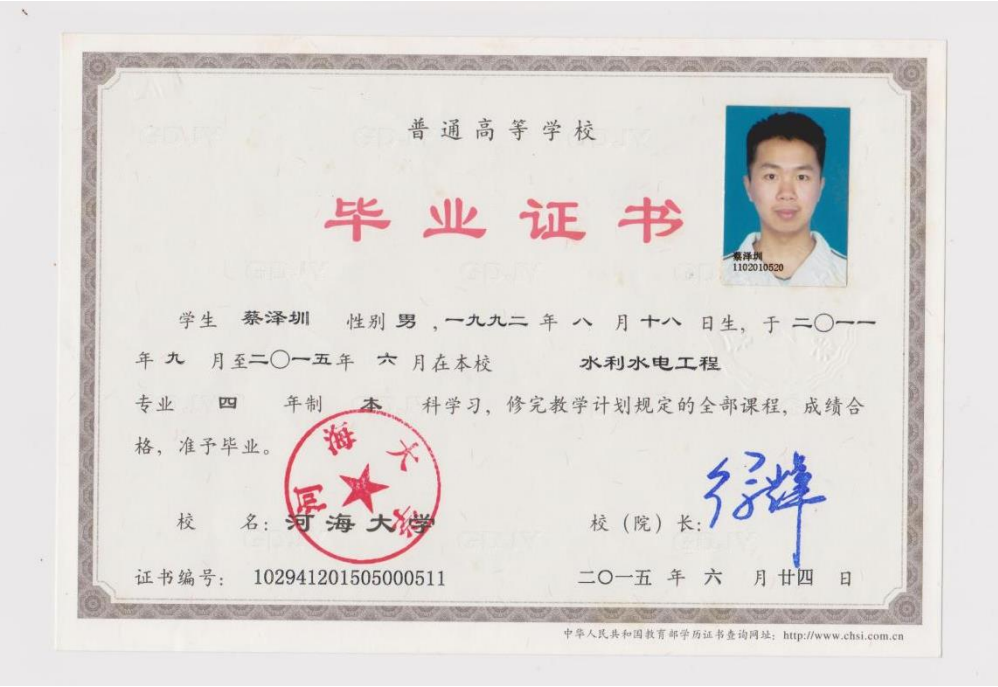 普通高等学校
毕业证书
蔡泽圳
1102010520
学生 蔡泽圳 性别 男 ,一九九二 年 八 月 十八 日生, 于 二〇一一
年 九 月至二〇一五年 六 月在本校 水利水电工程
专业 四 年制 本 科学习, 修完教学计划规定的全部课程, 成绩合
格, 准予毕业。
河海大学
校 名: 河海大学 校（院）长: 徐辉
证书编号: 102941201505000511 二〇一五 年 六 月 廿四 日
中华人民共和国教育部学历证书查询网址: http://www.chsi.com.cn